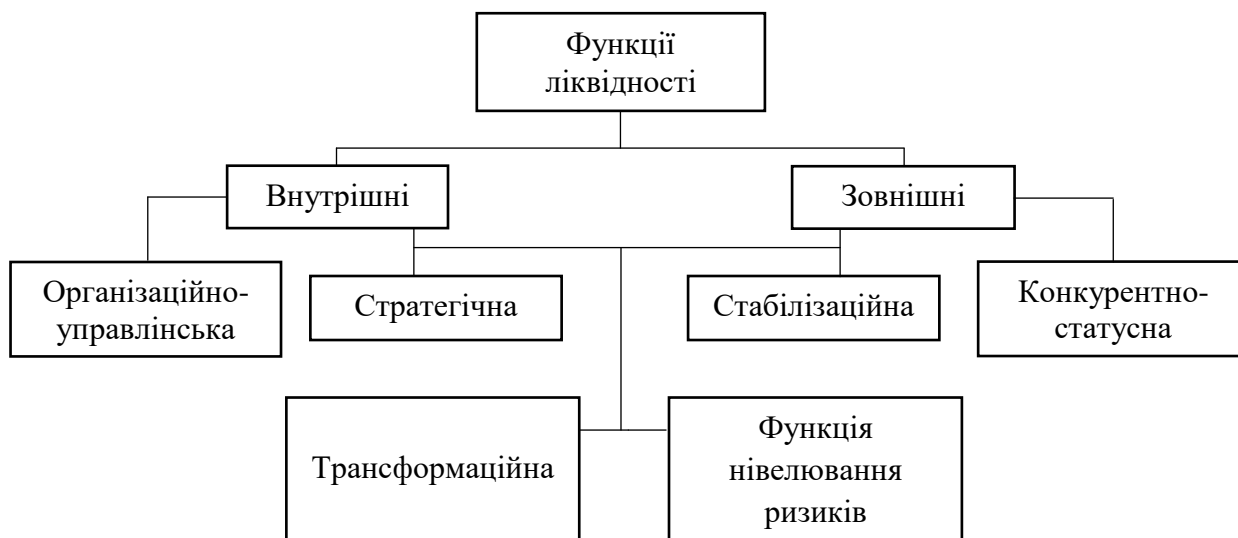 Функції
ліквідності
Внутрішні
Зовнішні
Організаційно-
управлінська
Стратегічна
Стабілізаційна
Конкурентно-
статусна
Трансформаційна
Функція
нівелювання
ризиків